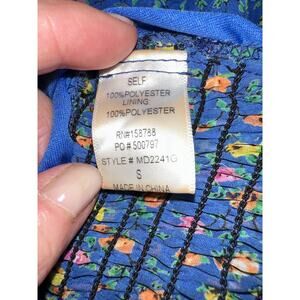 SELF
100%POLYESTER
LINING:
100%POLYESTER
RN#158788
PO # 500797
STYLE # MD2241G
S
MADE IN CHINA